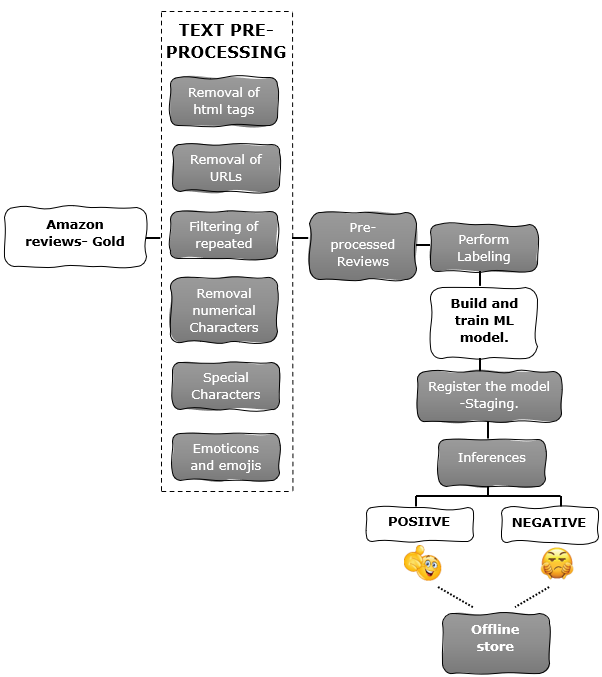 TEXT PRE-
PROCESSING
Removal of
html tags
Removal of
URLs
Amazon
reviews- Gold
Filtering of
repeated
Removal
numerical
Characters
Special
Characters
Emoticons
and emojis
Pre-
processed
Reviews
Perform
Labeling
Build and
train ML
model.
Register the model
-Staging.
Inferences
POSIIVE
NEGATIVE
Offline
store